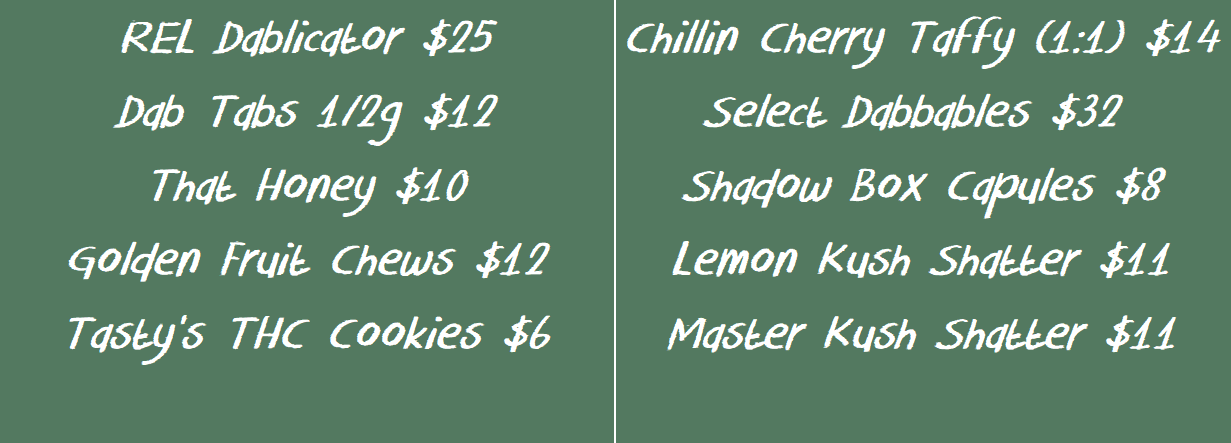 REL Dablicator $25
Dab Tabs 1/2g $12
That Honey $10
Golden Fruit Chews $12
Tasty's THC Cookies $6
Chillin Cherry Taffy (1:1) $14
Select Dabbables $32
Shadow Box Capules $8
Lemon Kush Shatter $11
Master Kush Shatter $11